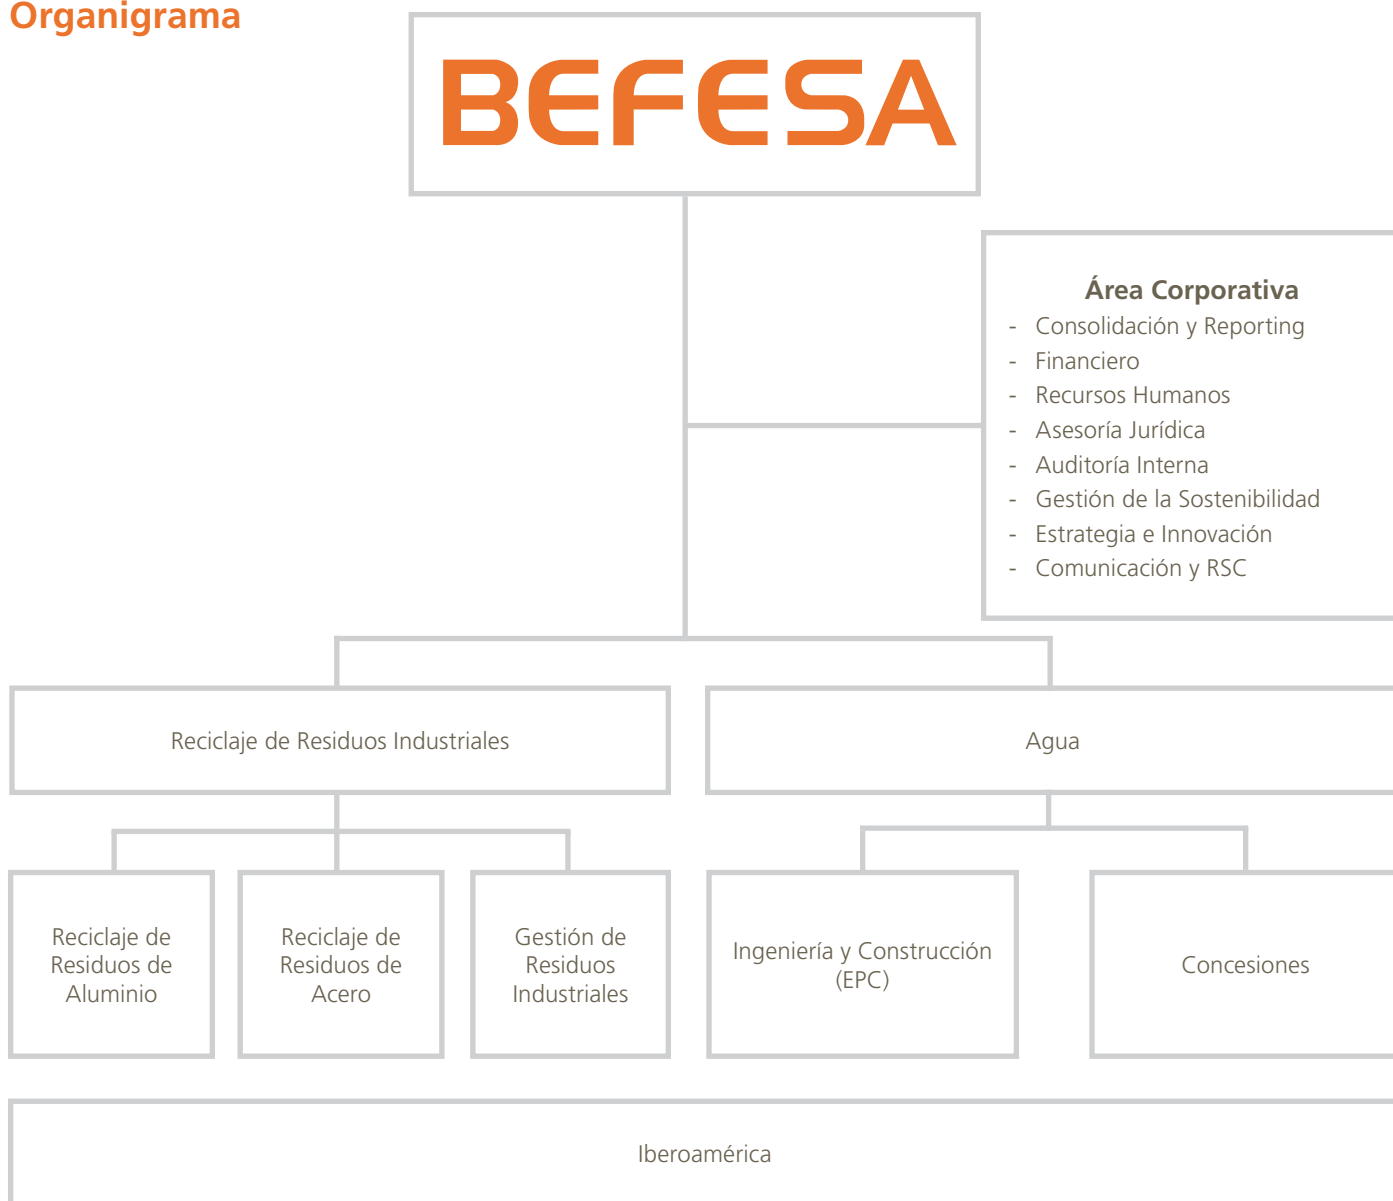 Organigrama
BEFESA
Área Corporativa
- Consolidación y Reporting
- Financiero
- Recursos Humanos
- Asesoría Jurídica
- Auditoría Interna
- Gestión de la Sostenibilidad
- Estrategia e Innovación
- Comunicación y RSC
Reciclaje de Residuos Industriales
Agua
Reciclaje de
Residuos de
Aluminio
Reciclaje de
Residuos de
Acero
Gestión de
Residuos
Industriales
Ingeniería y Construcción
(EPC)
Concesiones
Iberoamérica